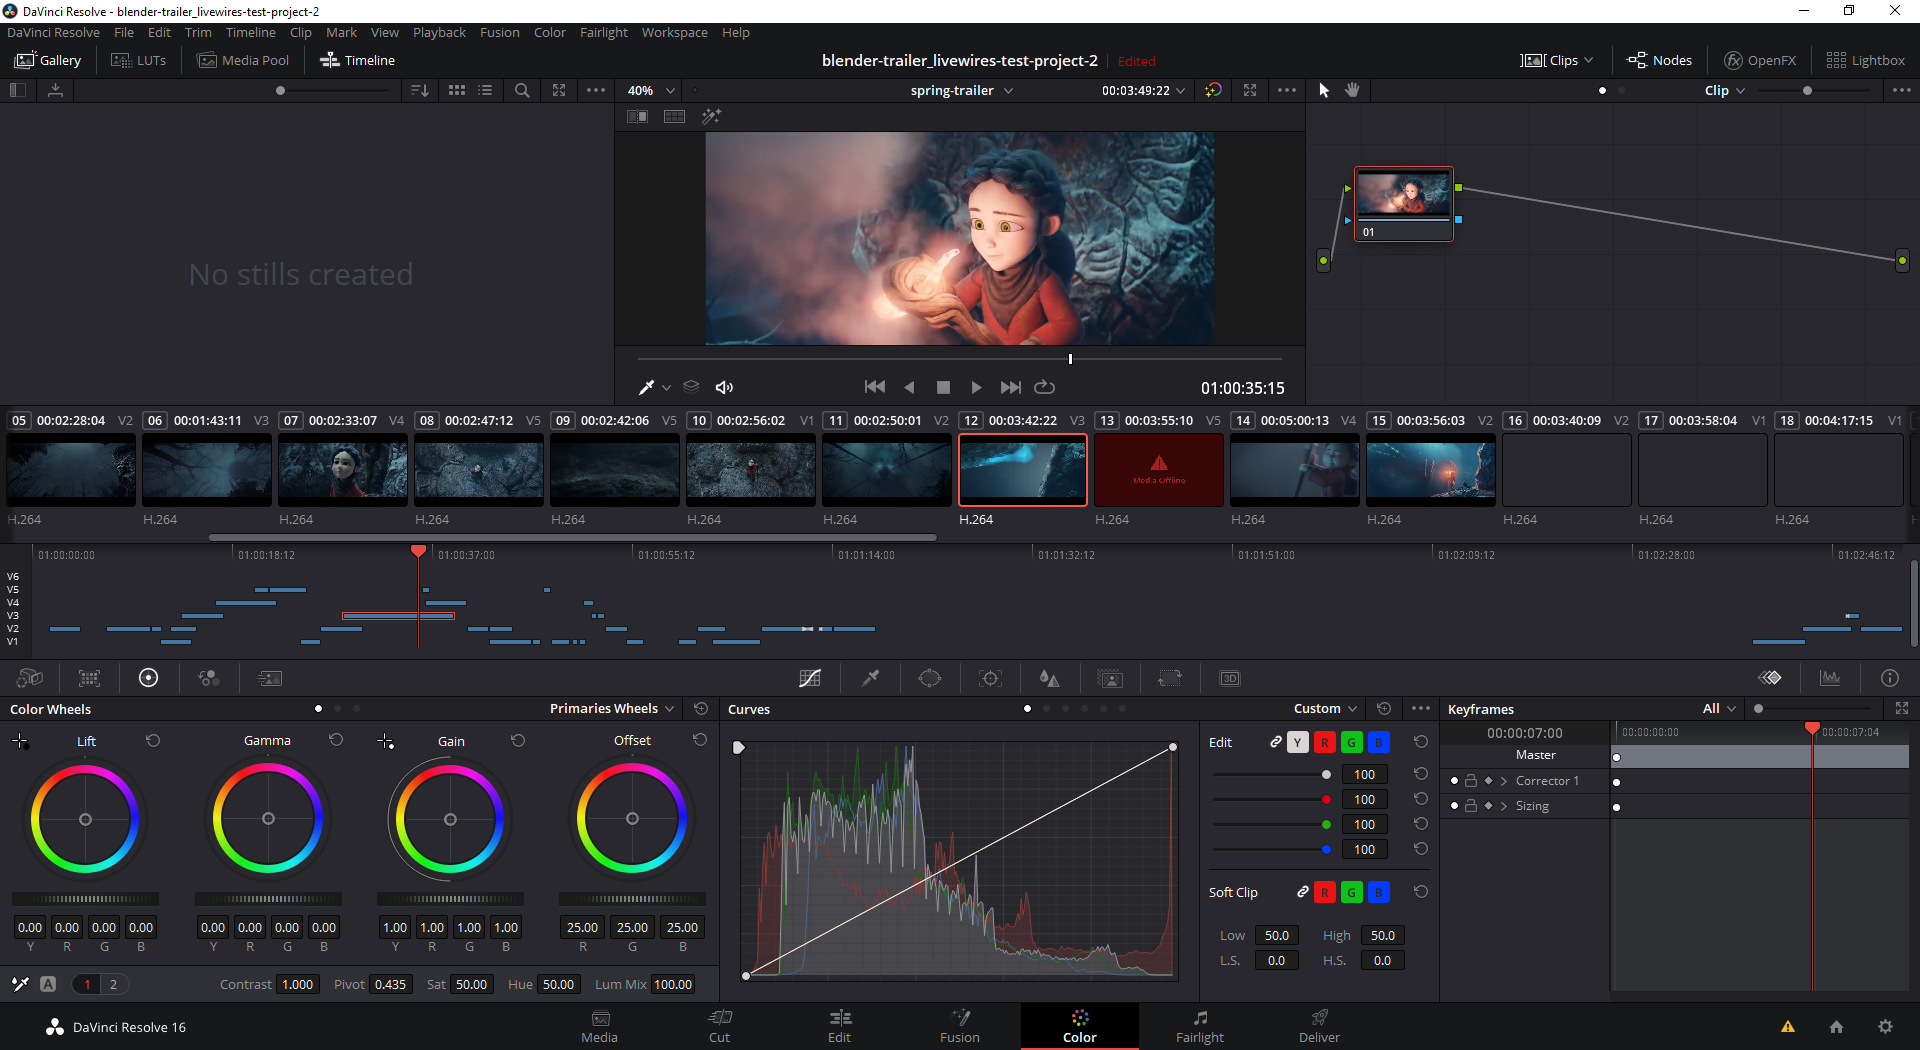 DaVinci Resolve - blender-trailer_livewires-test-project-2
DaVinci Resolve File Edit Trim Timeline Clip Mark View Playback Fusion Color Fairlight Workspace Help
Gallery LUTs Media Pool Timeline blender-trailer_livewires-test-project-2 Edited Clips Nodes OpenFX Lightbox
40% spring-trailer 00:03:49:22 Clip
No stills created
01
01:00:35:15
05 00:02:28:04 V2 06 00:01:43:11 V3 07 00:02:33:07 V4 08 00:02:47:12 V5 09 00:02:42:06 V5 10 00:02:56:02 V1 11 00:02:50:01 V2 12 00:03:42:22 V3 13 00:03:55:10 V5 14 00:05:00:13 V4 15 00:03:56:03 V2 16 00:03:40:09 V2 17 00:03:58:04 V1 18 00:04:17:15 V1
Media Offline
H.264 H.264 H.264 H.264 H.264 H.264 H.264 H.264 H.264 H.264 H.264 H.264 H.264 H.264
01:00:00:00 01:00:18:12 01:00:37:00 01:00:55:12 01:01:14:00 01:01:32:12 01:01:51:00 01:02:09:12 01:02:28:00 01:02:46:12
V6
V5
V4
V3
V2
V1
3D
Color Wheels Primaries Wheels Curves Custom Keyframes All
Lift Gamma Gain Offset
Edit Y R G B
100
100
100
100
Soft Clip R G B
Low 50.0 High 50.0
L.S. 0.0 H.S. 0.0
00:00:07:00 00:00:00:00 00:00:07:04
Master
Corrector 1
Sizing
0.00 0.00 0.00 0.00 0.00 0.00 0.00 0.00 1.00 1.00 1.00 1.00 25.00 25.00 25.00
Y R G B Y R G B Y R G B R G B
A 1 2 Contrast 1.000 Pivot 0.435 Sat 50.00 Hue 50.00 Lum Mix 100.00
DaVinci Resolve 16 Media Cut Edit Fusion Color Fairlight Deliver